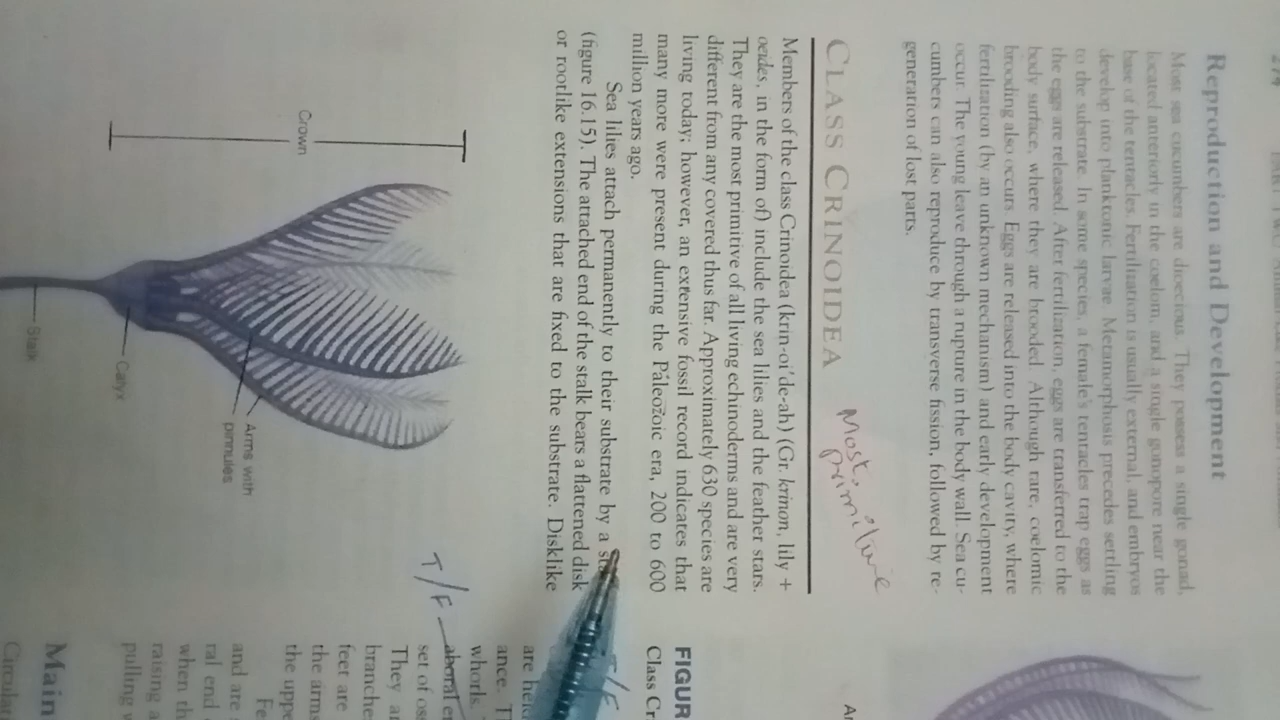 274
Reproduction and Development
Most sea cucumbers are dioecious. They possess a single gonad,
located anteriorly in the coelom, and a single gonopore near the
base of the tentacles. Fertilization is usually external, and embryos
develop into planktonic larvae. Metamorphosis precedes settling
to the substrate. In some species, a female's tentacles trap eggs as
the eggs are released. After fertilization, eggs are transferred to the
body surface, where they are brooded. Although rare, coelomic
brooding also occurs. Eggs are released into the body cavity, where
fertilization (by an unknown mechanism) and early development
occur. The young leave through a rupture in the body wall. Sea cu-
cumbers can also reproduce by transverse fission, followed by re-
generation of lost parts.
CLASS CRINOIDEA
Most
primitive
Members of the class Crinoidea (krin-oi'de-ah) (Gr. krinon, lily +
oeides, in the form of) include the sea lilies and the feather stars.
They are the most primitive of all living echinoderms and are very
different from any covered thus far. Approximately 630 species are
living today; however, an extensive fossil record indicates that
many more were present during the Paleozoic era, 200 to 600
million years ago.
Sea lilies attach permanently to their substrate by a
(figure 16.15). The attached end of the stalk bears a flattened disk
or rootlike extensions that are fixed to the substrate. Disklike
Crown
Arms with
pinnules
Calyx
Stalk
Ar
FIGUR
Class Cr
T/F
are held
whorls.
ance. T
T/F
aboral e
set of os
They ar
branche
feet are
the arms
the uppe
Fe
and are
ral end
when th
raising a
pulling
Main
Circular